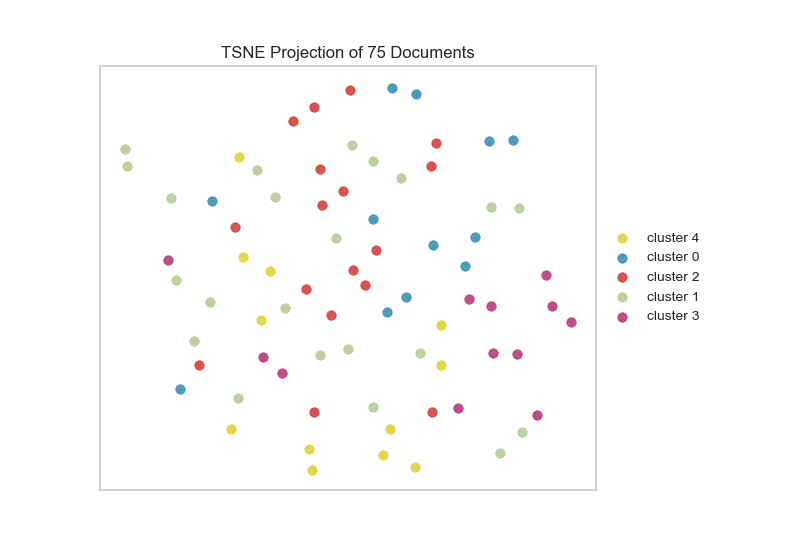 TSNE Projection of 75 Documents
cluster 4
cluster 0
cluster 2
cluster 1
cluster 3